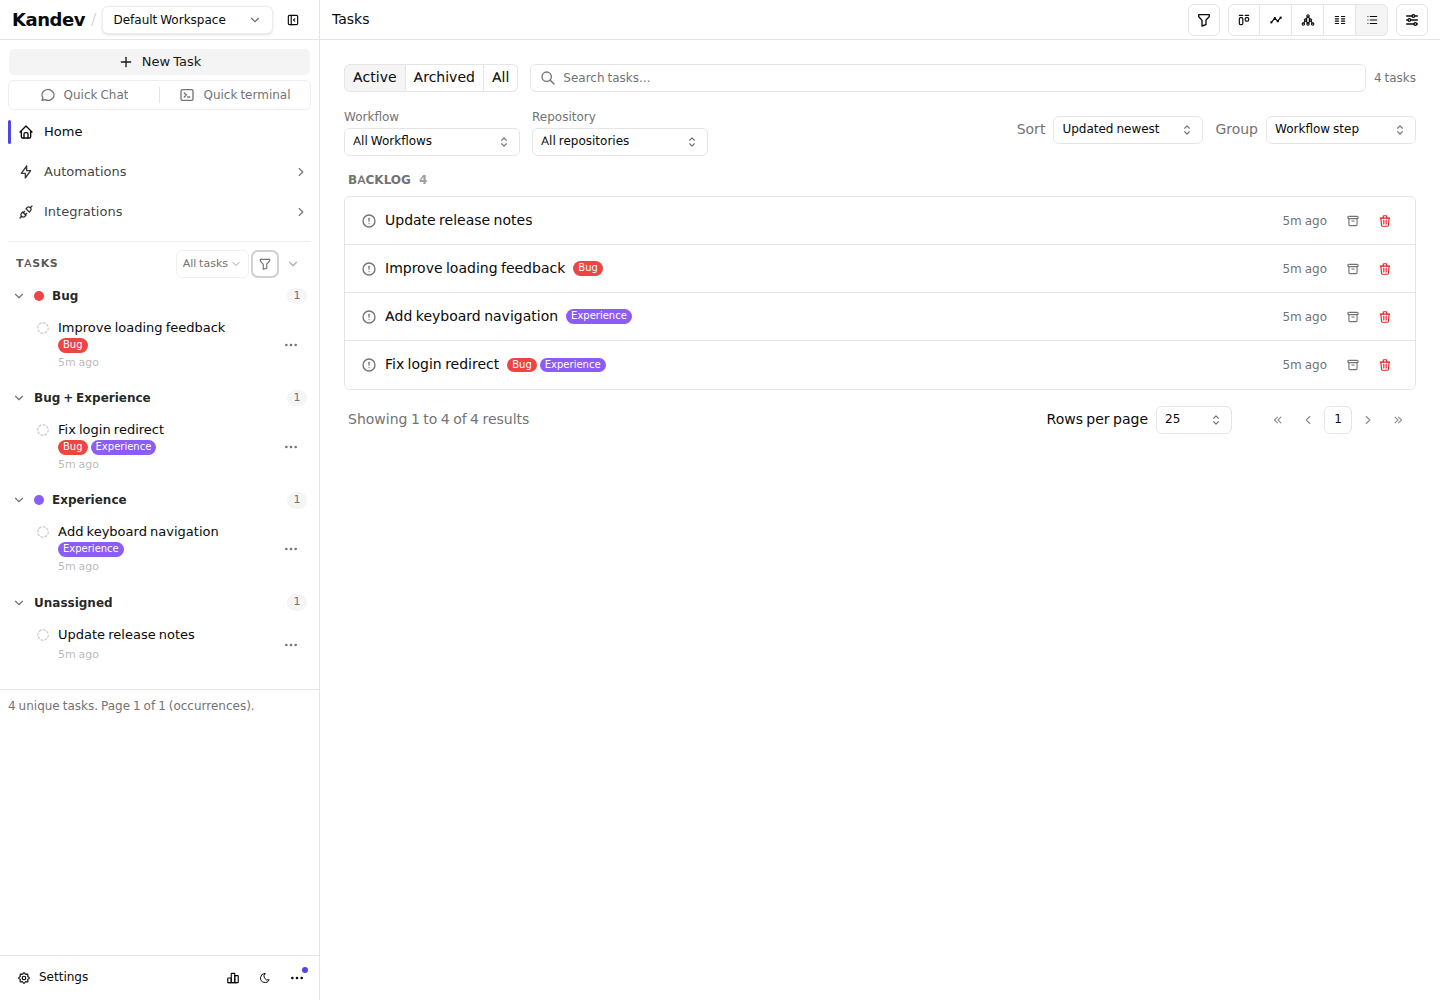 Kandev / Default Workspace
New Task
Quick Chat Quick terminal
Home
Automations
Integrations
TASKS All tasks
Bug 1
Improve loading feedback
Bug
5m ago
Bug + Experience 1
Fix login redirect
Bug Experience
5m ago
Experience 1
Add keyboard navigation
Experience
5m ago
Unassigned 1
Update release notes
5m ago
4 unique tasks. Page 1 of 1 (occurrences).
Settings
Tasks
Active Archived All Search tasks... 4 tasks
Workflow Repository
All Workflows All repositories Sort Updated newest Group Workflow step
BACKLOG 4
Update release notes 5m ago
Improve loading feedback Bug 5m ago
Add keyboard navigation Experience 5m ago
Fix login redirect Bug Experience 5m ago
Showing 1 to 4 of 4 results Rows per page 25 « ‹ 1 › »